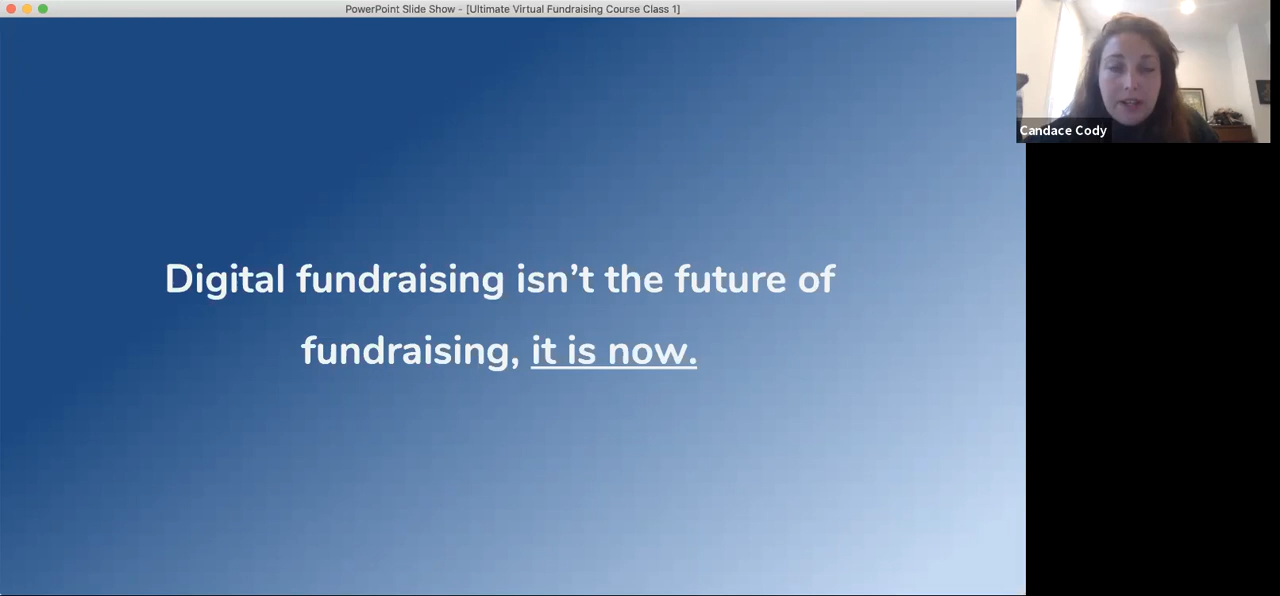 PowerPoint Slide Show - [Ultimate Virtual Fundraising Course Class 1]
Candace Cody
Digital fundraising isn’t the future of
fundraising, it is now.